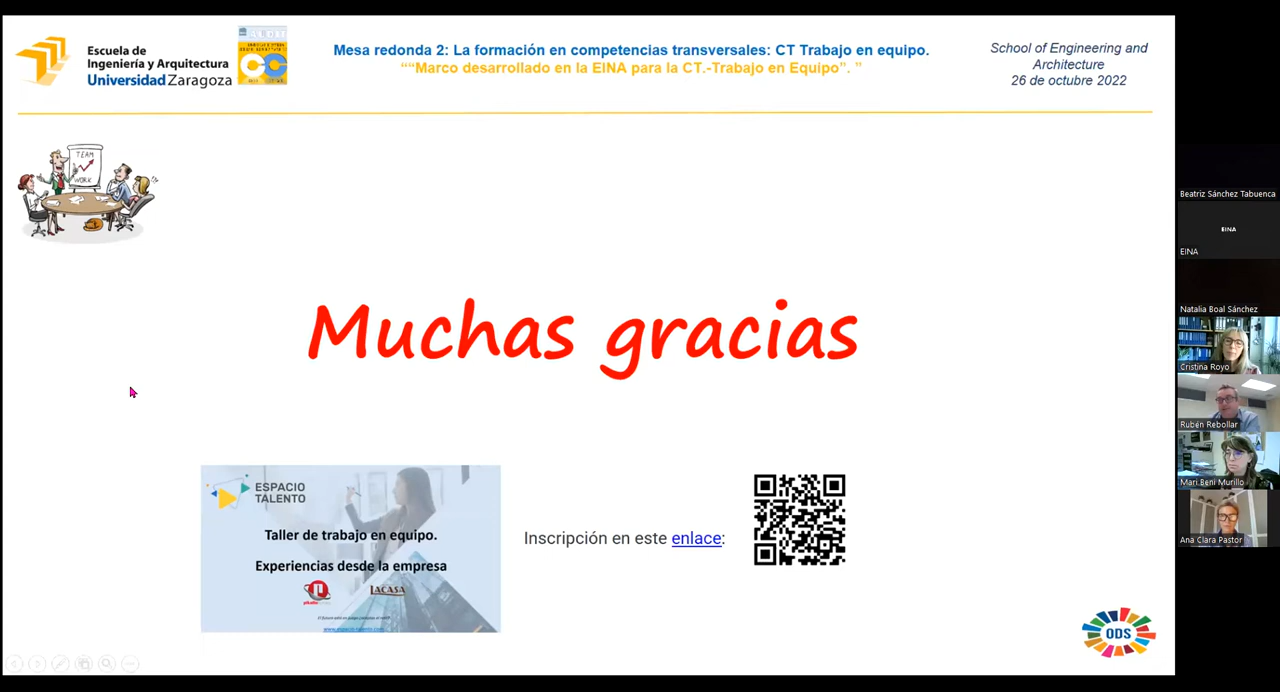 Escuela de
Ingeniería y Arquitectura
Universidad Zaragoza
Mesa redonda 2: La formación en competencias transversales: CT Trabajo en equipo.
““Marco desarrollado en la EINA para la CT.-Trabajo en Equipo”. ”
School of Engineering and
Architecture
26 de octubre 2022
TEAM
WORK
Muchas gracias
ESPACIO
TALENTO
Taller de trabajo en equipo.
Experiencias desde la empresa
LACASA
www.espacio-talento.com
Inscripción en este enlace:
ODS
Beatriz Sánchez Tabuenca
EINA
EINA
Natalia Boal Sánchez
Cristina Royo
Rubén Rebollar
Mari.Beni Murillo
Ana Clara Pastor